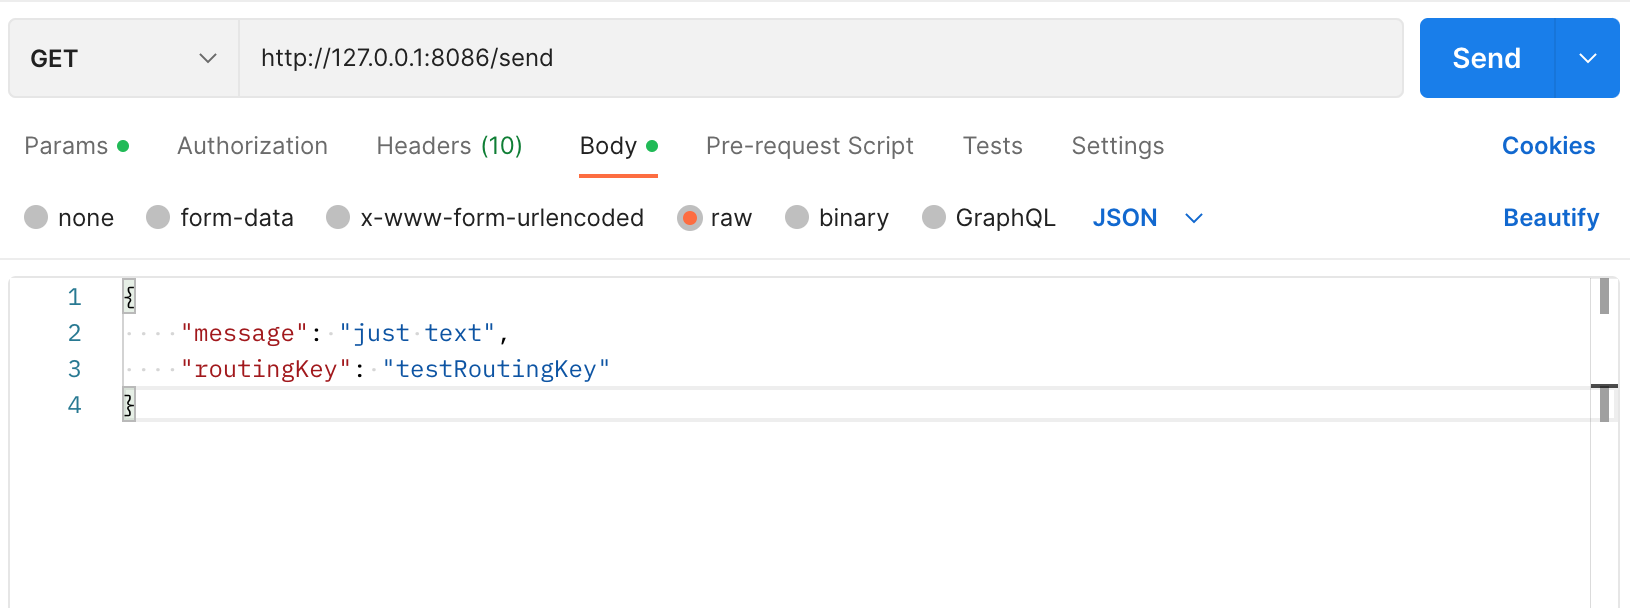 GET http://127.0.0.1:8086/send Send
Params Authorization Headers (10) Body Pre-request Script Tests Settings Cookies
none form-data x-www-form-urlencoded raw binary GraphQL JSON Beautify
1 {
2     "message": "just text",
3     "routingKey": "testRoutingKey"
4 }